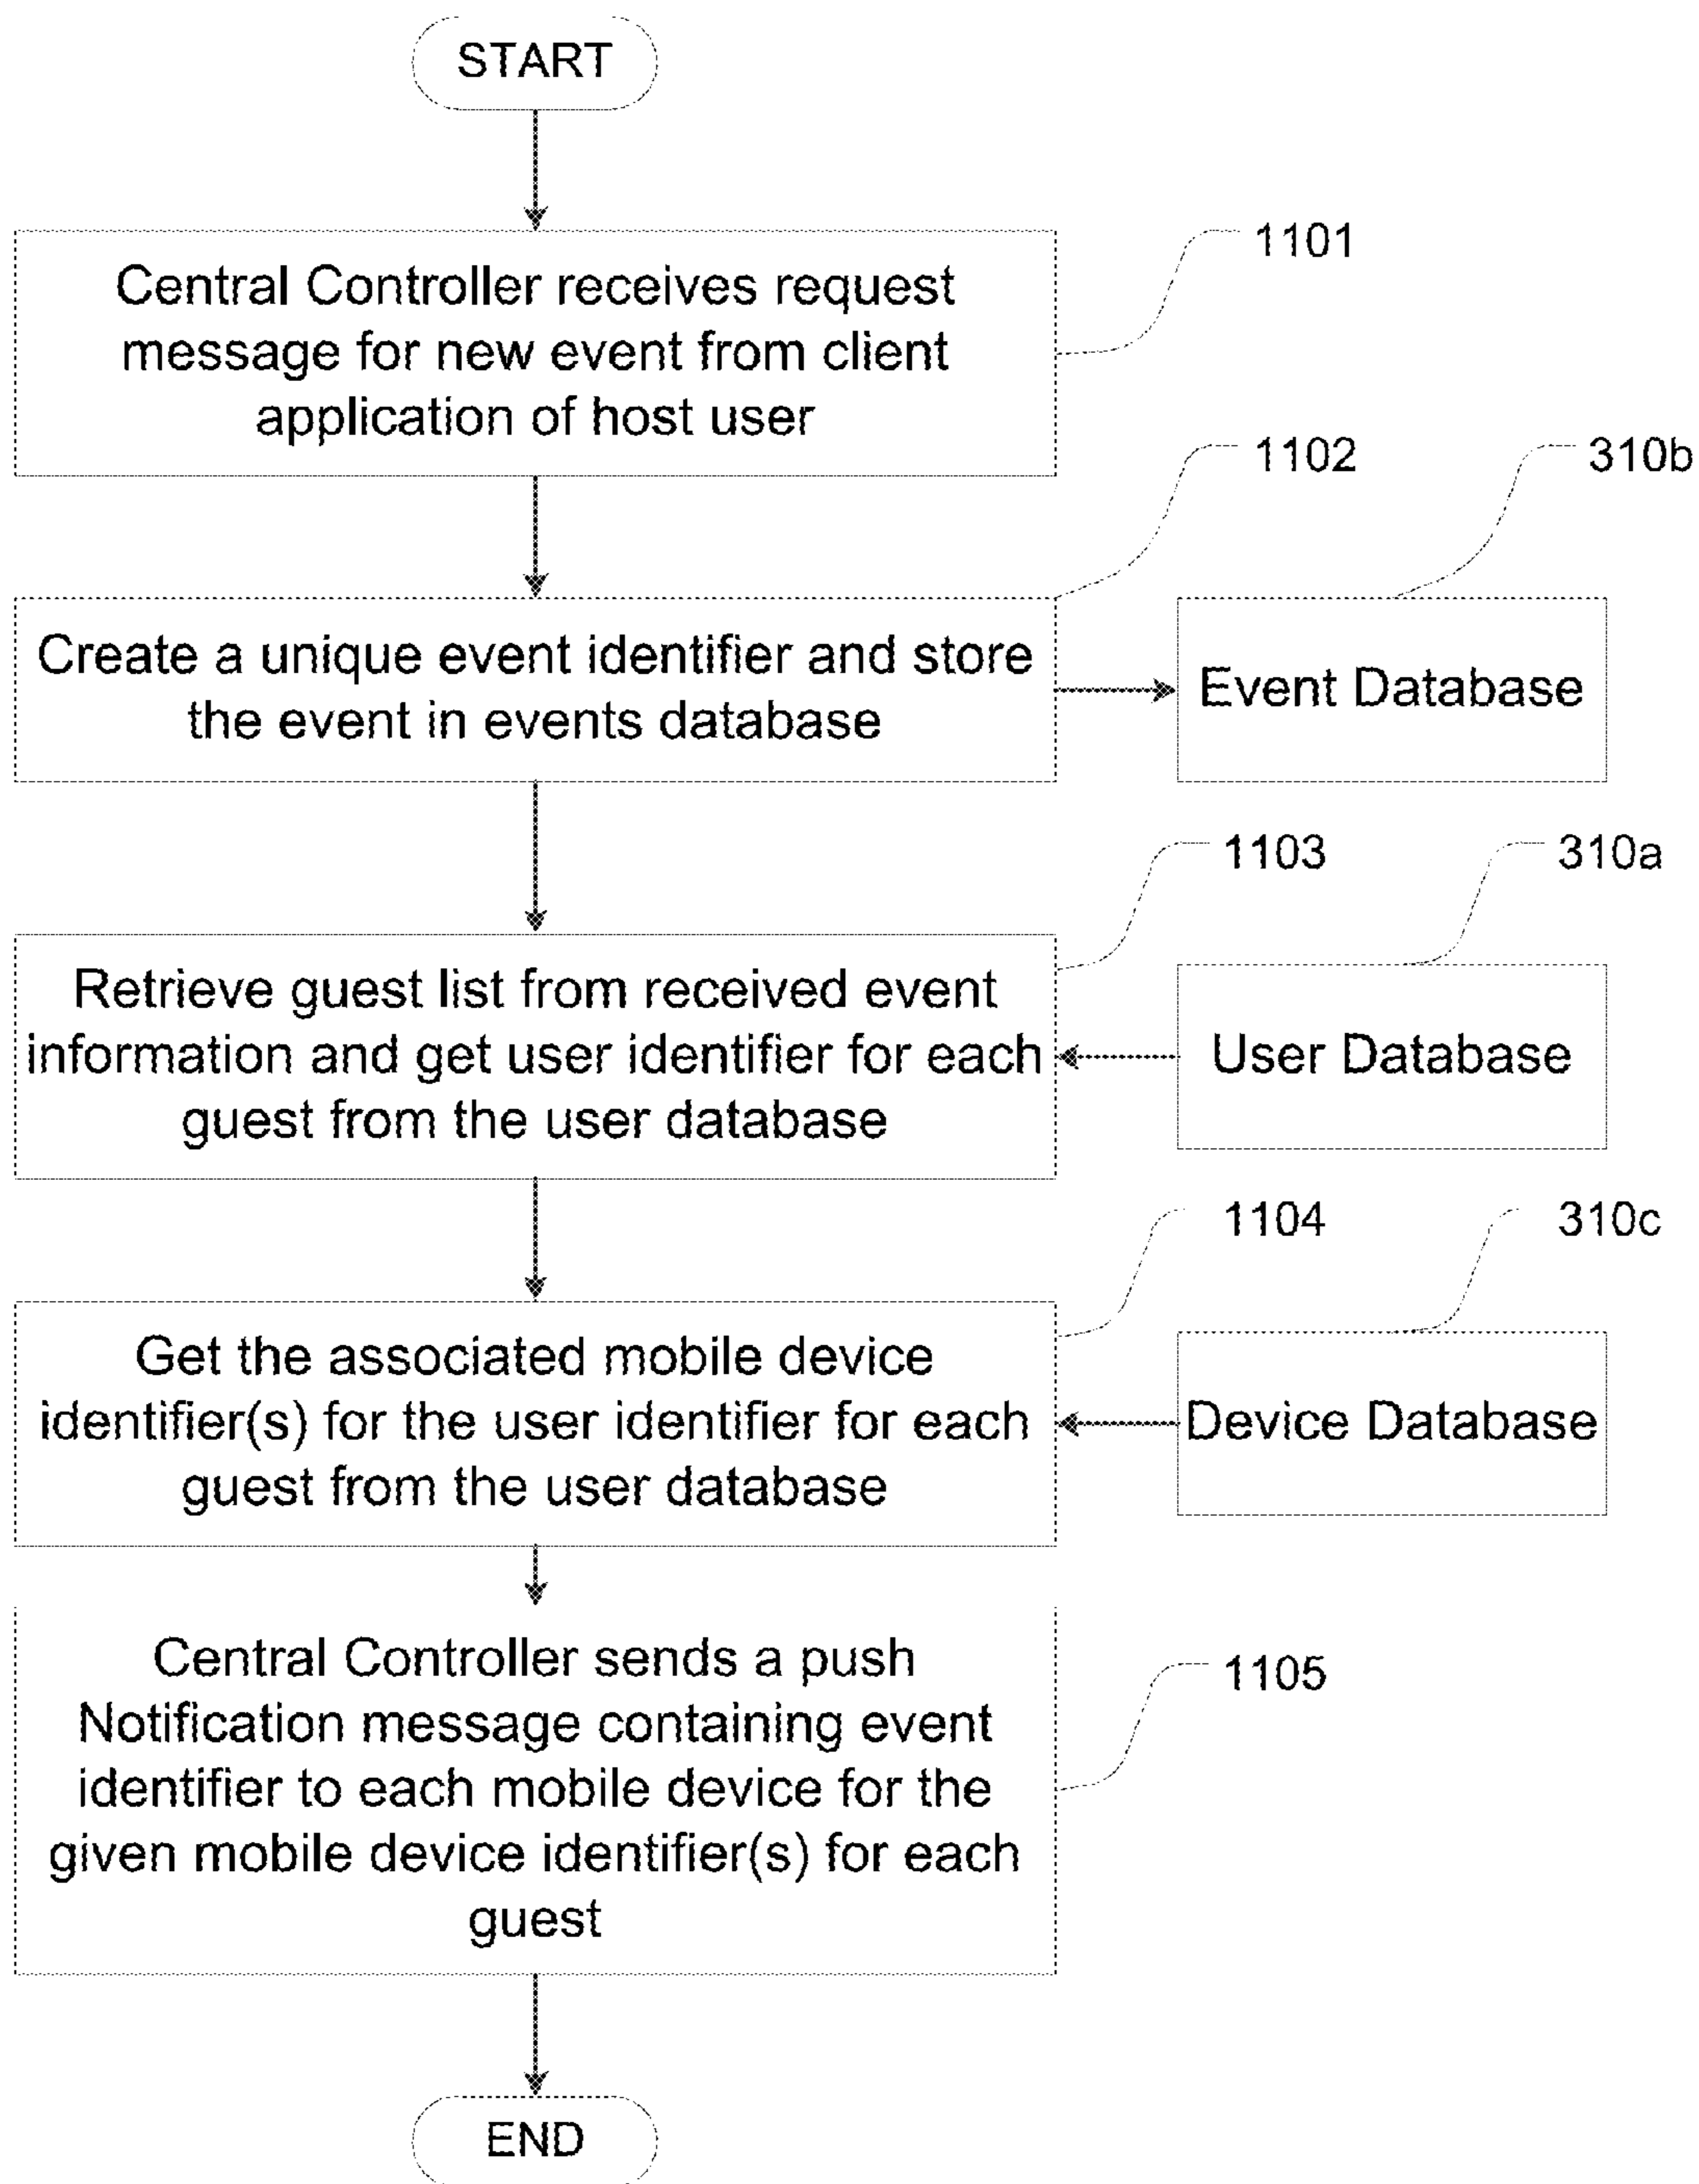 START
1101
Central Controller receives request
message for new event from client
application of host user
1102
310b
Create a unique event identifier and store
the event in events database
Event Database
1103
310a
Retrieve guest list from received event
information and get user identifier for each
guest from the user database
User Database
1104
310c
Get the associated mobile device
identifier(s) for the user identifier for each
guest from the user database
Device Database
Central Controller sends a push
Notification message containing event
identifier to each mobile device for the
given mobile device identifier(s) for each
guest
1105
END